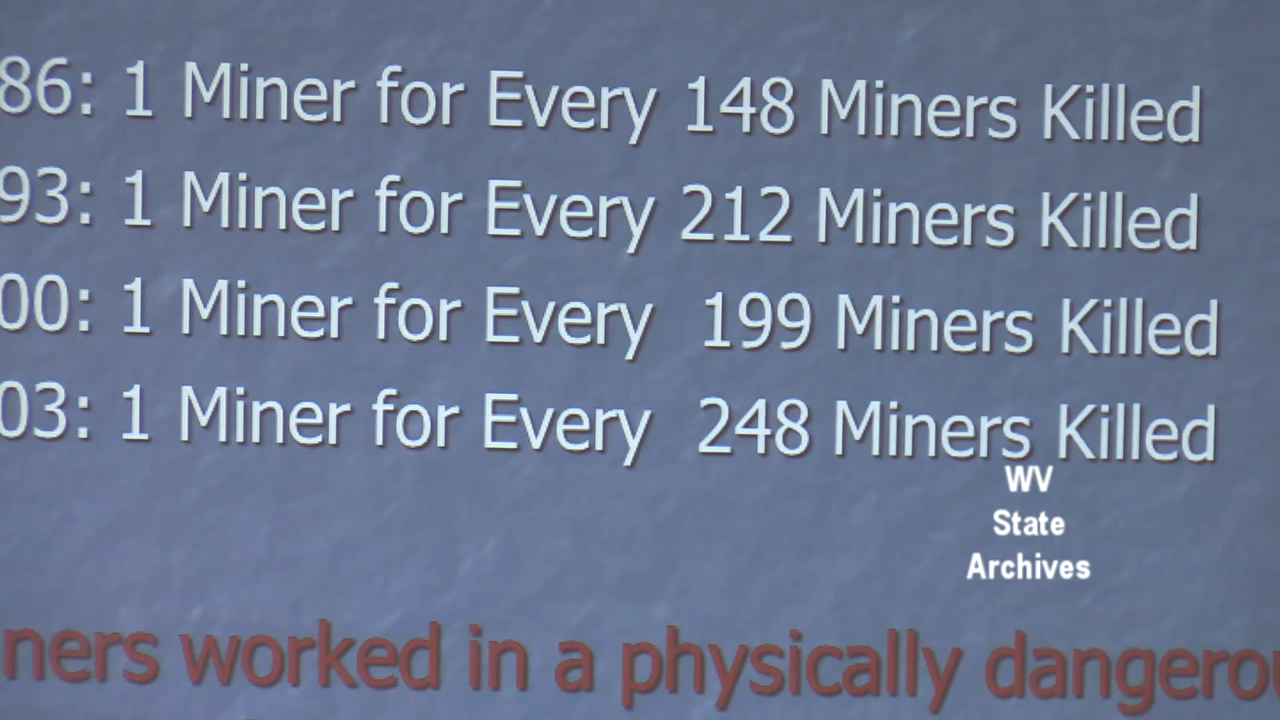 86: 1 Miner for Every 148 Miners Killed
93: 1 Miner for Every 212 Miners Killed
00: 1 Miner for Every 199 Miners Killed
03: 1 Miner for Every 248 Miners Killed
WV
State
Archives
ners worked in a physically dangerou